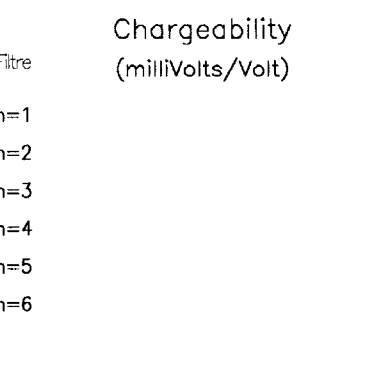 Chargeability
(milliVolts/Volt)
Filtre
n=1
n=2
n=3
n=4
n=5
n=6